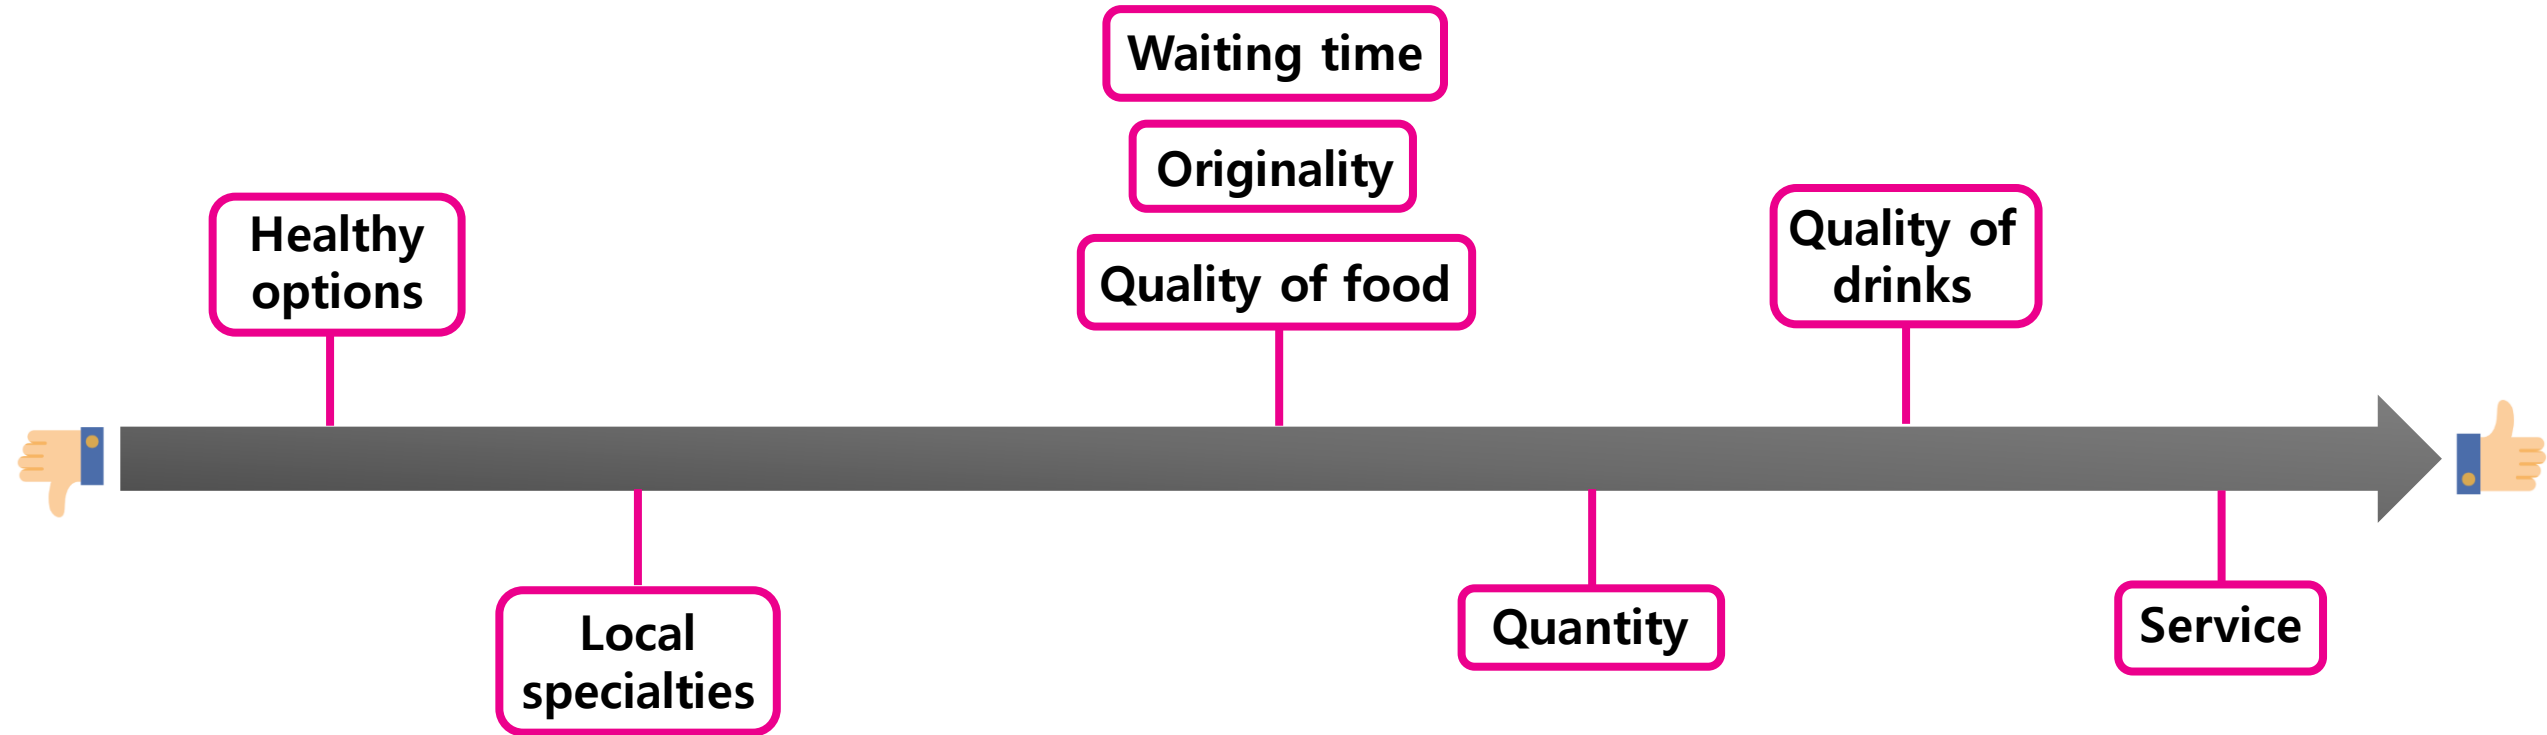 Waiting time
Originality
Healthy
options
Quality of food
Quality of
drinks
Local
specialties
Quantity
Service